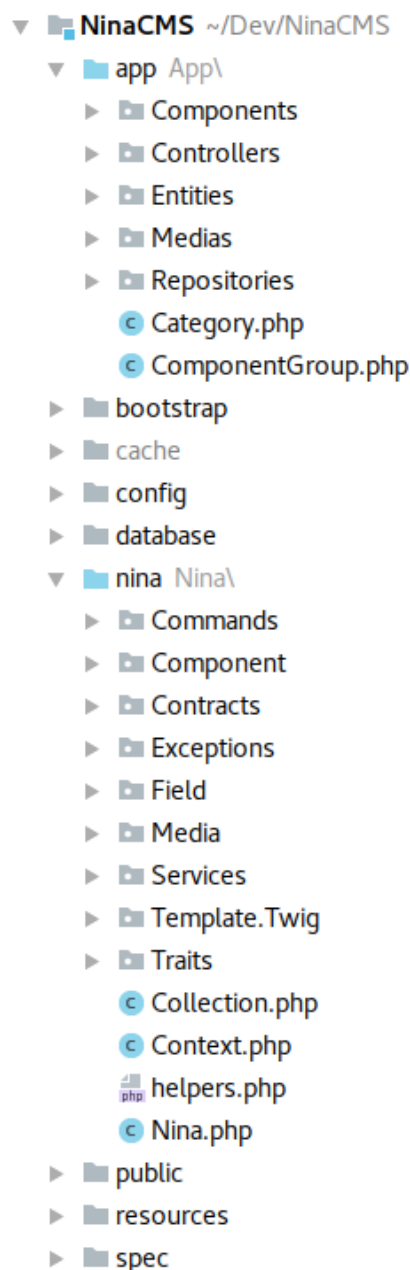 NinaCMS ~/Dev/NinaCMS
app App\
Components
Controllers
Entities
Medias
Repositories
C Category.php
C ComponentGroup.php
bootstrap
cache
config
database
nina Nina\
Commands
Component
Contracts
Exceptions
Field
Media
Services
Template.Twig
Traits
C Collection.php
C Context.php
php helpers.php
C Nina.php
public
resources
spec